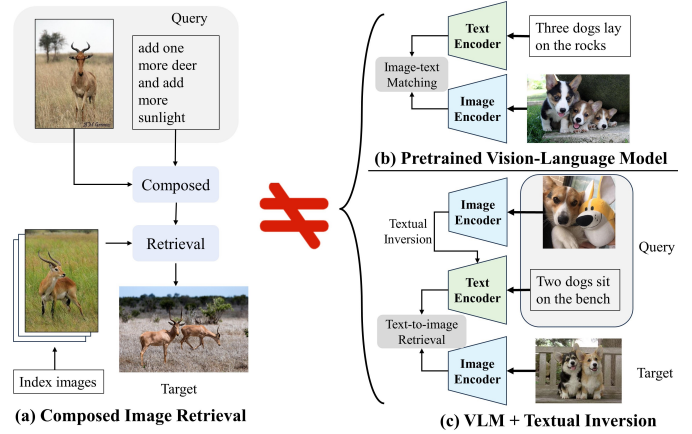 Query
add one
more deer
and add
more
sunlight
Composed
Retrieval
Index images
Target
(a) Composed Image Retrieval
Text
Encoder
Three dogs lay
on the rocks
Image-text
Matching
Image
Encoder
(b) Pretrained Vision-Language Model
Image
Encoder
Textual
Inversion
Query
Text
Encoder
Two dogs sit
on the bench
Text-to-image
Retrieval
Image
Encoder
Target
(c) VLM + Textual Inversion